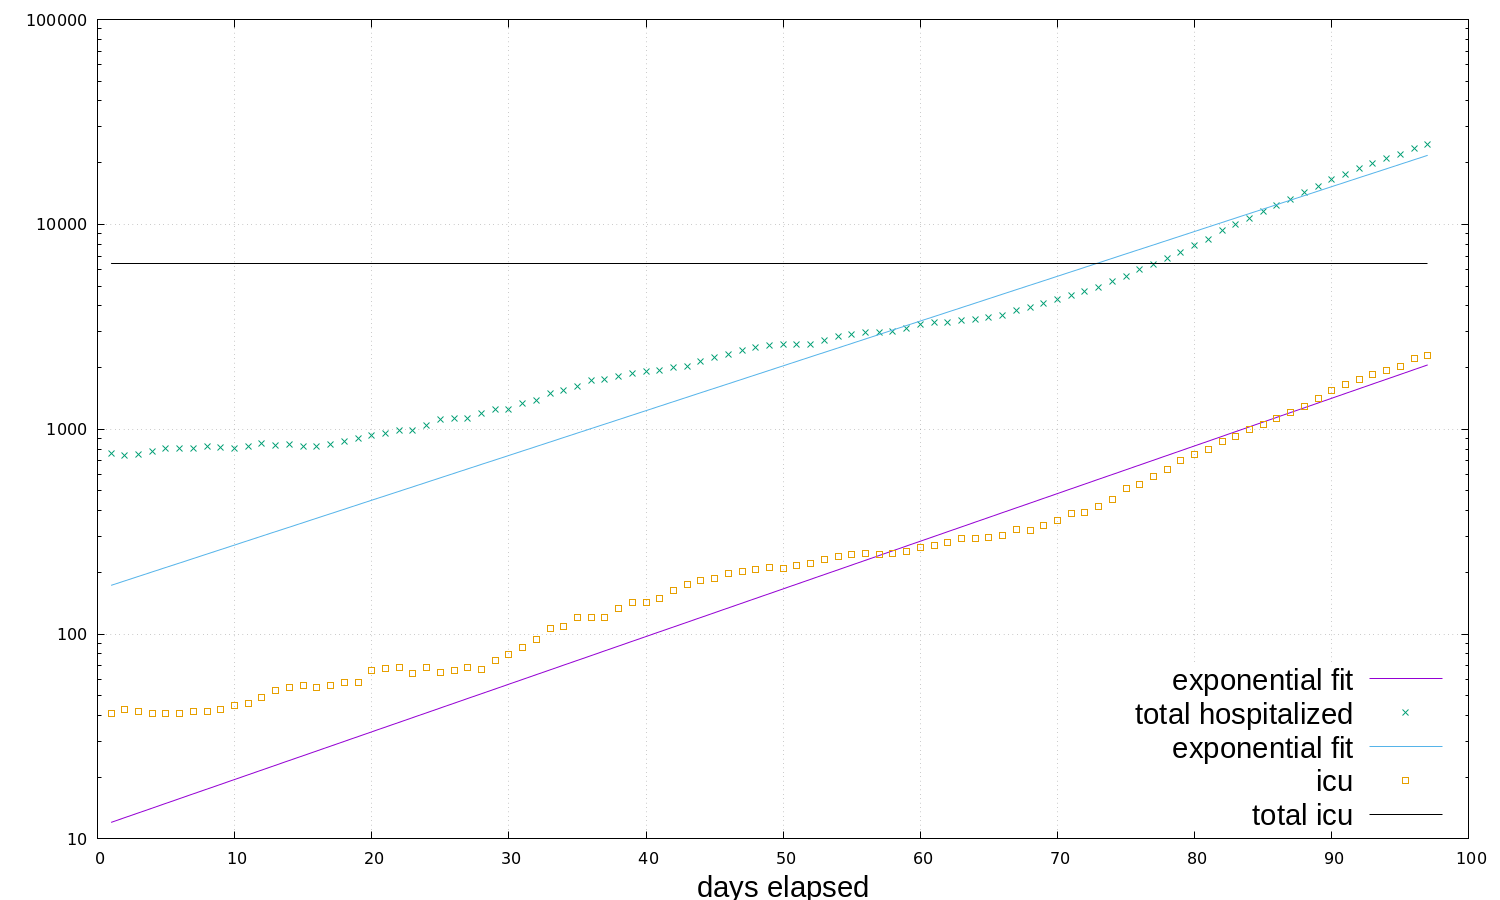 100000
10000
1000
100
10
0 10 20 30 40 50 60 70 80 90 100
days elapsed
exponential fit
total hospitalized
exponential fit
icu
total icu